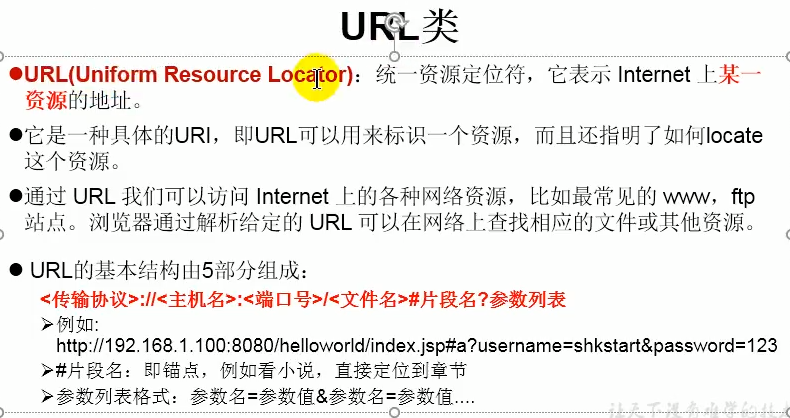 URL类
●URL(Uniform Resource Locator)：统一资源定位符，它表示 Internet 上某一
资源的地址。
●它是一种具体的URI，即URL可以用来标识一个资源，而且还指明了如何locate
这个资源。
●通过 URL 我们可以访问 Internet 上的各种网络资源，比如最常见的 www，ftp
站点。浏览器通过解析给定的 URL 可以在网络上查找相应的文件或其他资源。
● URL的基本结构由5部分组成：
<传输协议>://<主机名>:<端口号>/<文件名>#片段名?参数列表
➢例如:
http://192.168.1.100:8080/helloworld/index.jsp#a?username=shkstart&password=123
➢#片段名：即锚点，例如看小说，直接定位到章节
➢参数列表格式：参数名=参数值&参数名=参数值....